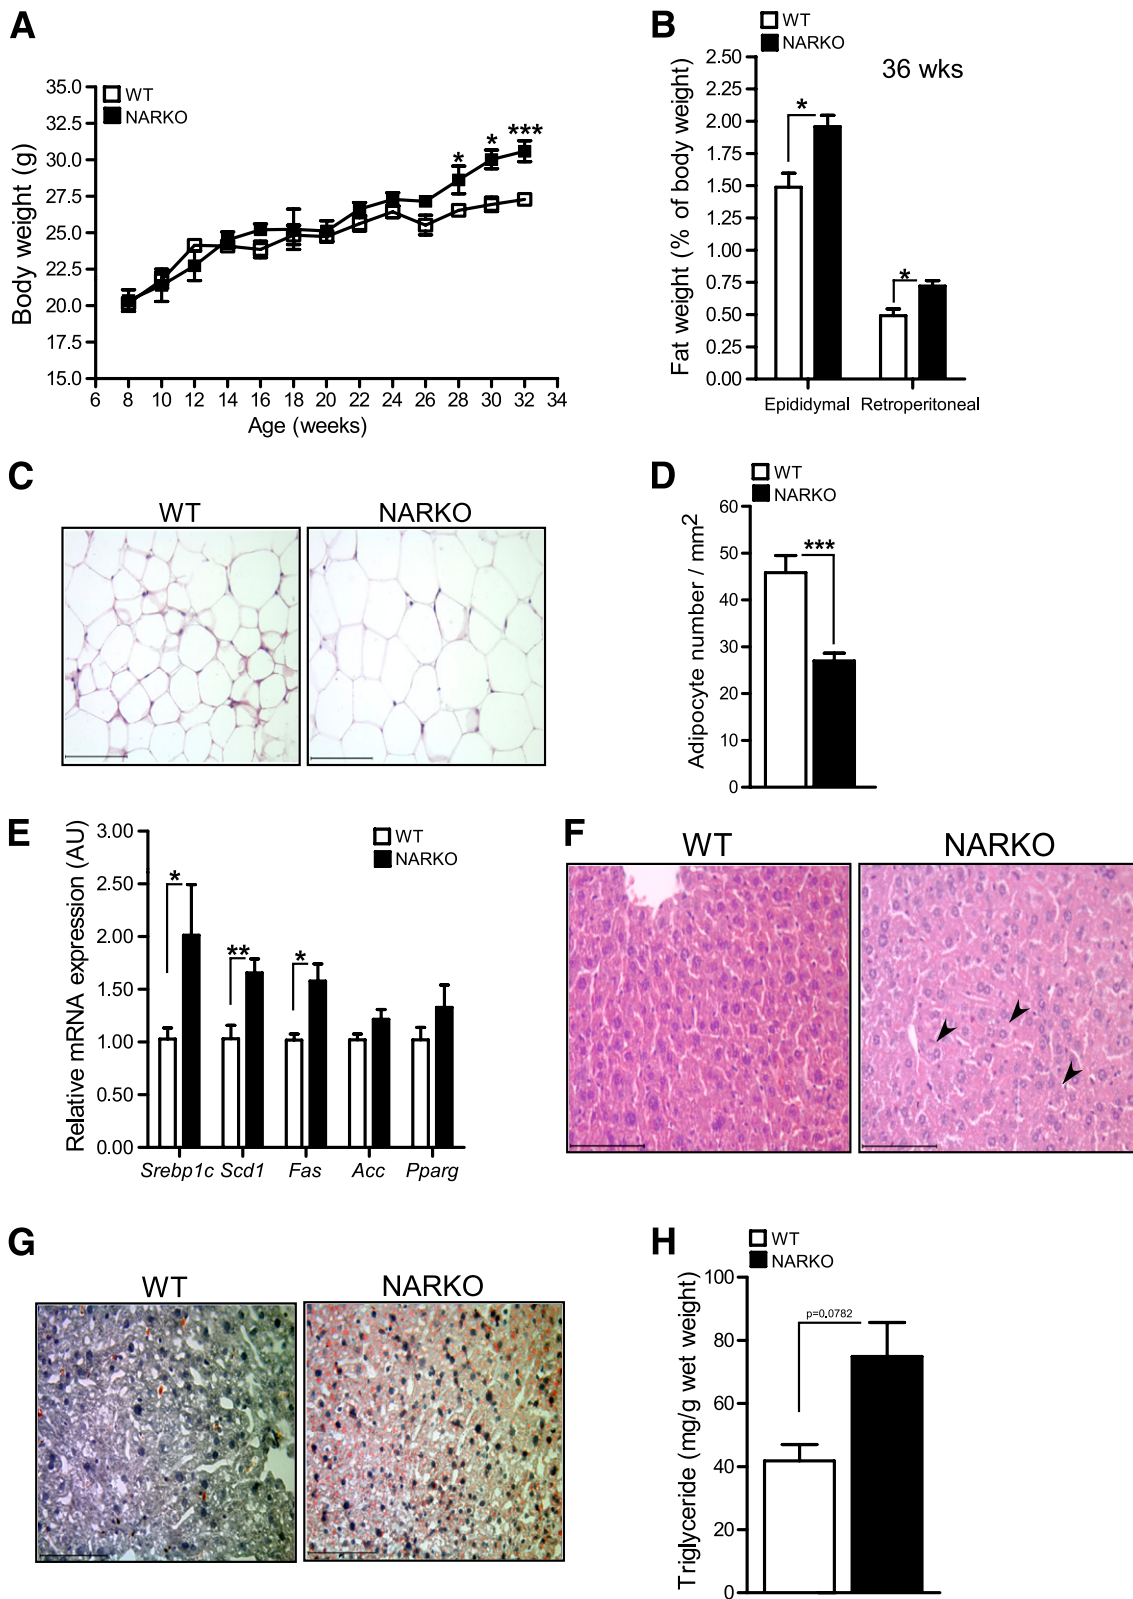 A
WT
NARKO
Body weight (g)
35.0
32.5
30.0
27.5
25.0
22.5
20.0
17.5
15.0
* * ***
6 8 10 12 14 16 18 20 22 24 26 28 30 32 34
Age (weeks)
B
WT
NARKO
36 wks
Fat weight (% of body weight)
2.50
2.25
2.00
1.75
1.50
1.25
1.00
0.75
0.50
0.25
0.00
*
*
Epididymal Retroperitoneal
C
WT NARKO
D
WT
NARKO
Adipocyte number / mm²
60
50
40
30
20
10
0
***
E
WT
NARKO
Relative mRNA expression (AU)
3.00
2.50
2.00
1.50
1.00
0.50
0.00
* ** *
Srebp1c Scd1 Fas Acc Pparg
F
WT NARKO
G
WT NARKO
H
WT
NARKO
Triglyceride (mg/g wet weight)
100
80
60
40
20
0
p=0.0782